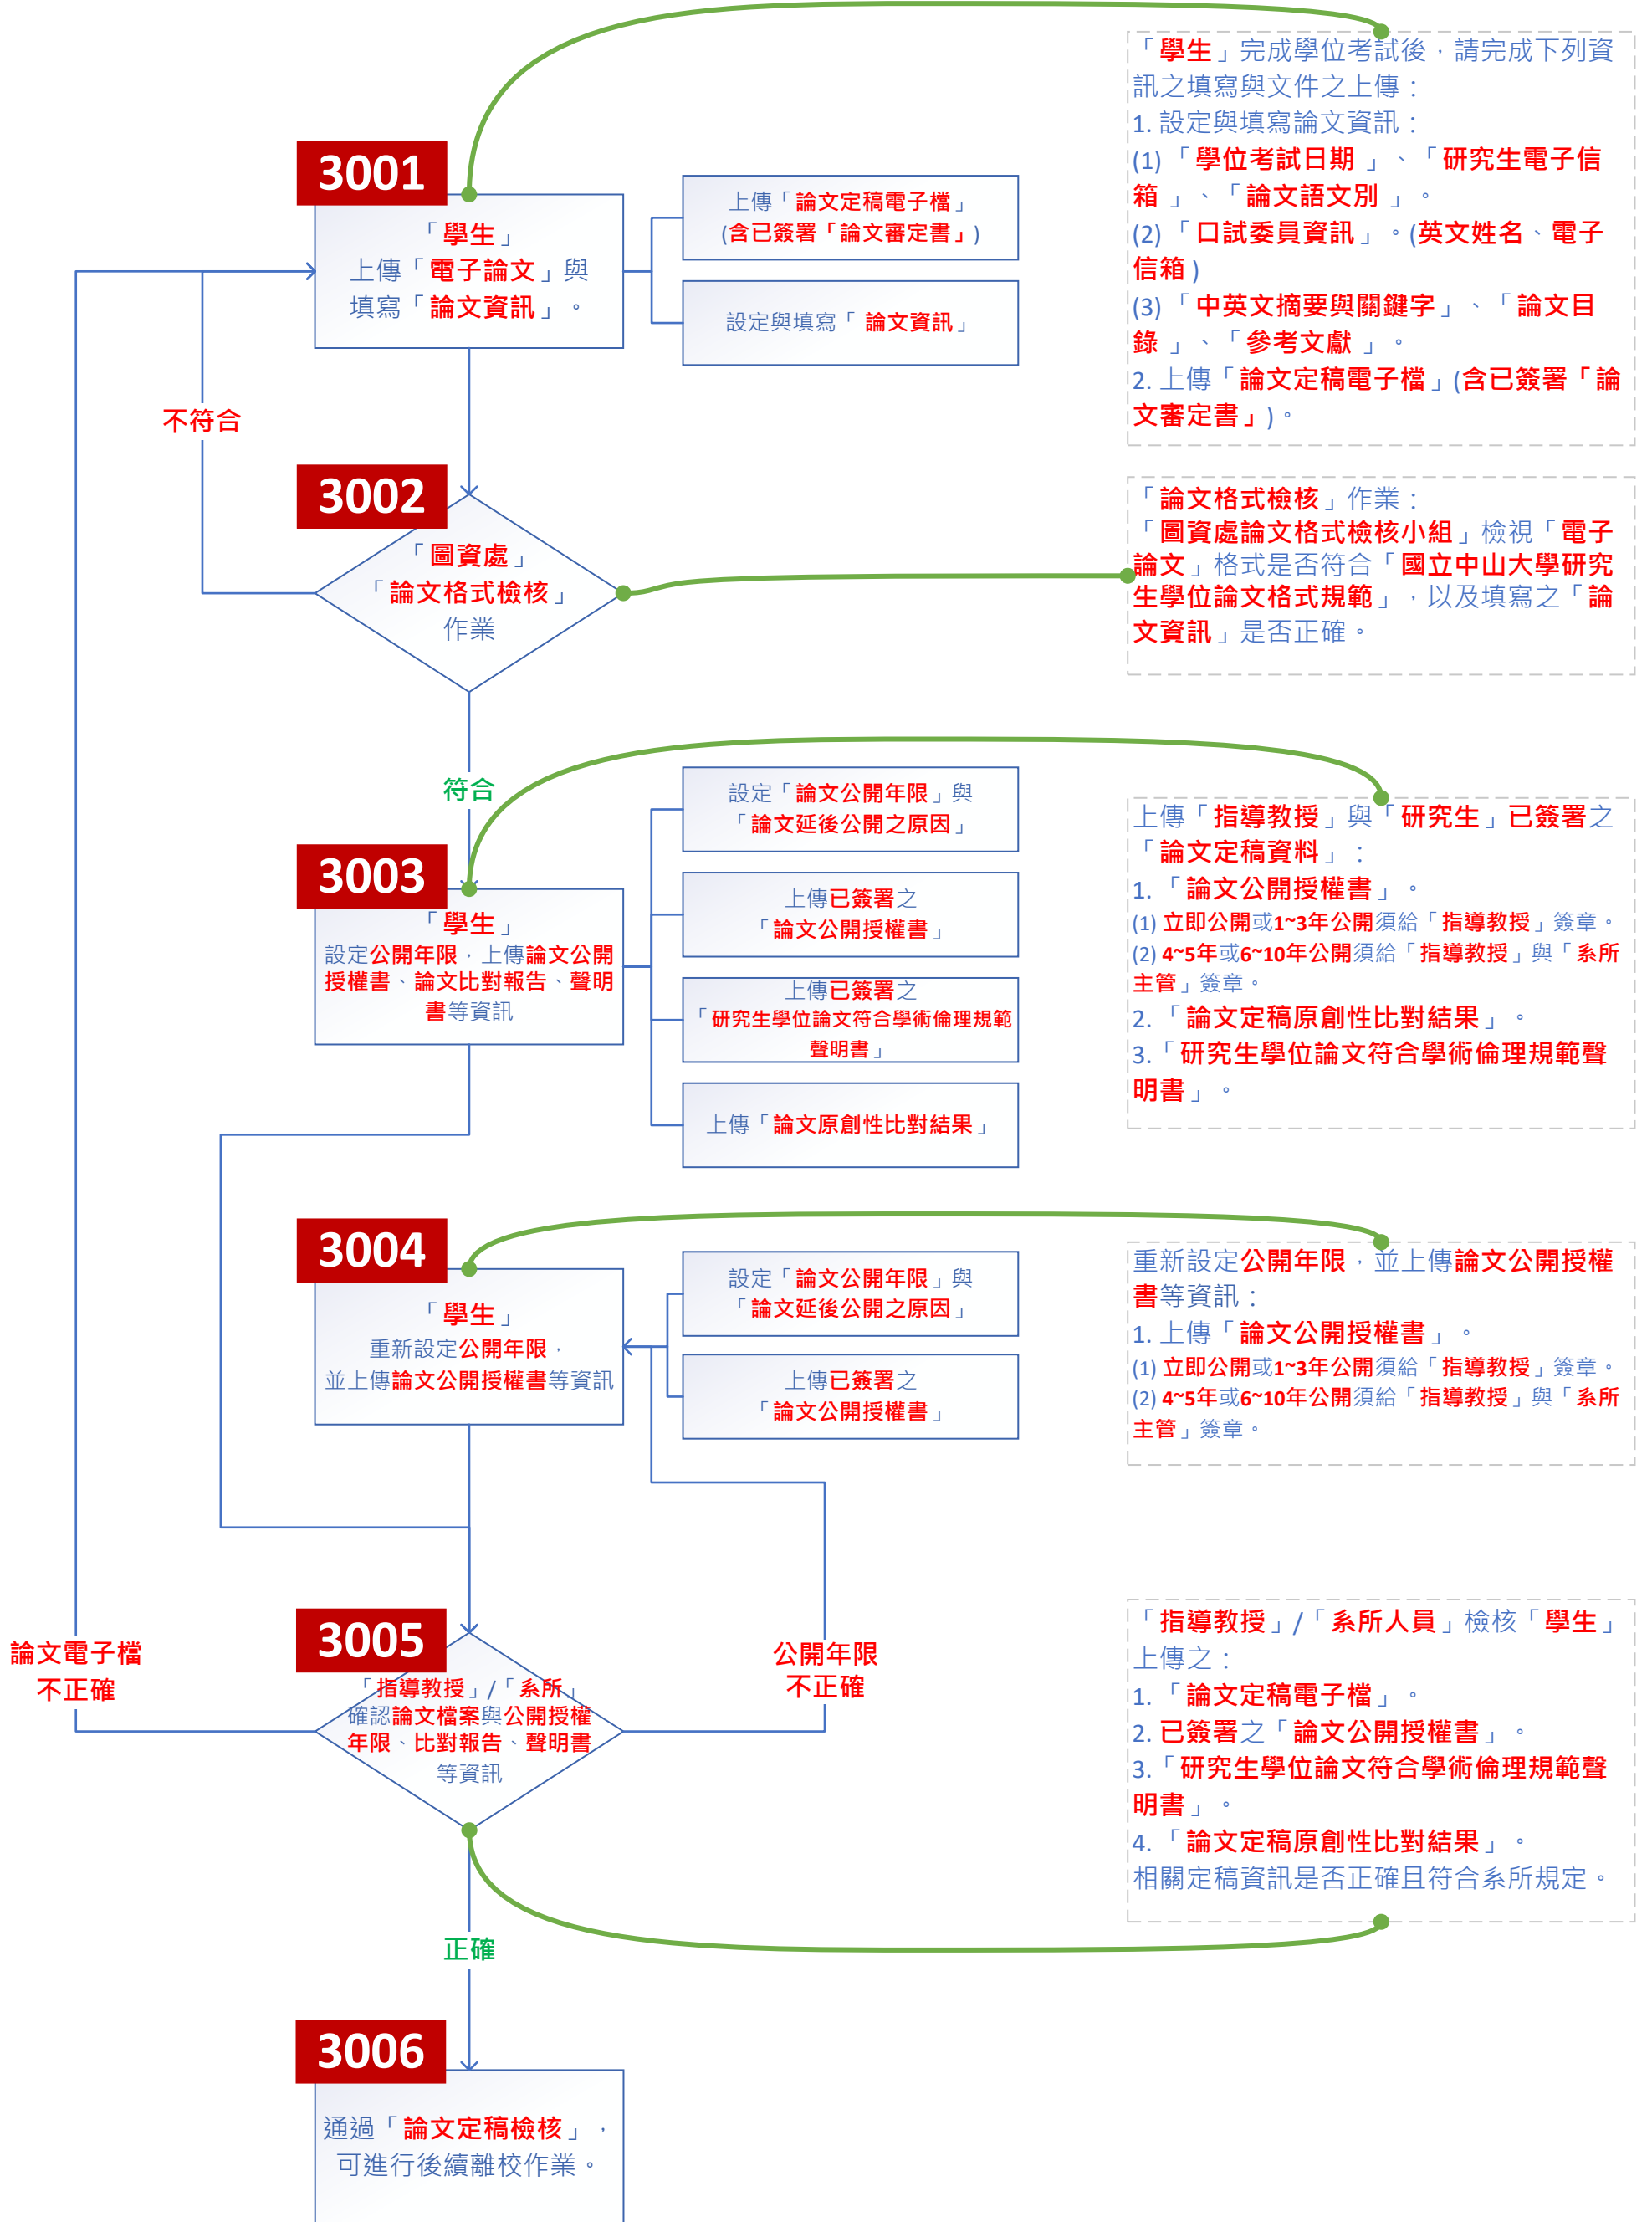 3001
「學生」
上傳「電子論文」與
填寫「論文資訊」。
上傳「論文定稿電子檔」
(含已簽署「論文審定書」)
設定與填寫「 論文資訊」
「學生」完成學位考試後，請完成下列資
訊之填寫與文件之上傳：
1. 設定與填寫論文資訊：
(1) 「學位考試日期 」、「研究生電子信
箱 」、「論文語文別 」。
(2) 「口試委員資訊」。(英文姓名、電子
信箱)
(3) 「中英文摘要與關鍵字」、「論文目
錄 」、「參考文獻 」。
2. 上傳「論文定稿電子檔」(含已簽署「論
文審定書」)。
不符合
3002
「圖資處」
「論文格式檢核」
作業
「論文格式檢核」作業：
「圖資處論文格式檢核小組」檢視「電子
論文」格式是否符合「國立中山大學研究
生學位論文格式規範」，以及填寫之「論
文資訊」是否正確。
符合
3003
「學生」
設定公開年限，上傳論文公開
授權書、論文比對報告、聲明
書等資訊
設定「論文公開年限」與
「論文延後公開之原因」
上傳已簽署之
「論文公開授權書」
上傳已簽署之
「研究生學位論文符合學術倫理規範
聲明書」
上傳「論文原創性比對結果」
上傳「指導教授」與「研究生」已簽署之
「論文定稿資料」：
1. 「論文公開授權書」。
(1) 立即公開或1~3年公開須給「指導教授」簽章。
(2) 4~5年或6~10年公開須給「指導教授」與「系所
主管」簽章。
2. 「論文定稿原創性比對結果」。
3.「研究生學位論文符合學術倫理規範聲
明書」。
3004
「學生」
重新設定公開年限，
並上傳論文公開授權書等資訊
設定「論文公開年限」與
「論文延後公開之原因」
上傳已簽署之
「論文公開授權書」
重新設定公開年限，並上傳論文公開授權
書等資訊：
1. 上傳「論文公開授權書」。
(1) 立即公開或1~3年公開須給「指導教授」簽章。
(2) 4~5年或6~10年公開須給「指導教授」與「系所
主管」簽章。
論文電子檔
不正確
3005
「指導教授」/「系所」
確認論文檔案與公開授權
年限、比對報告、聲明書
等資訊
公開年限
不正確
「指導教授」/「系所人員」檢核「學生」
上傳之：
1. 「論文定稿電子檔」。
2. 已簽署之「論文公開授權書」。
3.「研究生學位論文符合學術倫理規範聲
明書」。
4. 「論文定稿原創性比對結果」。
相關定稿資訊是否正確且符合系所規定。
正確
3006
通過「論文定稿檢核」，
可進行後續離校作業。